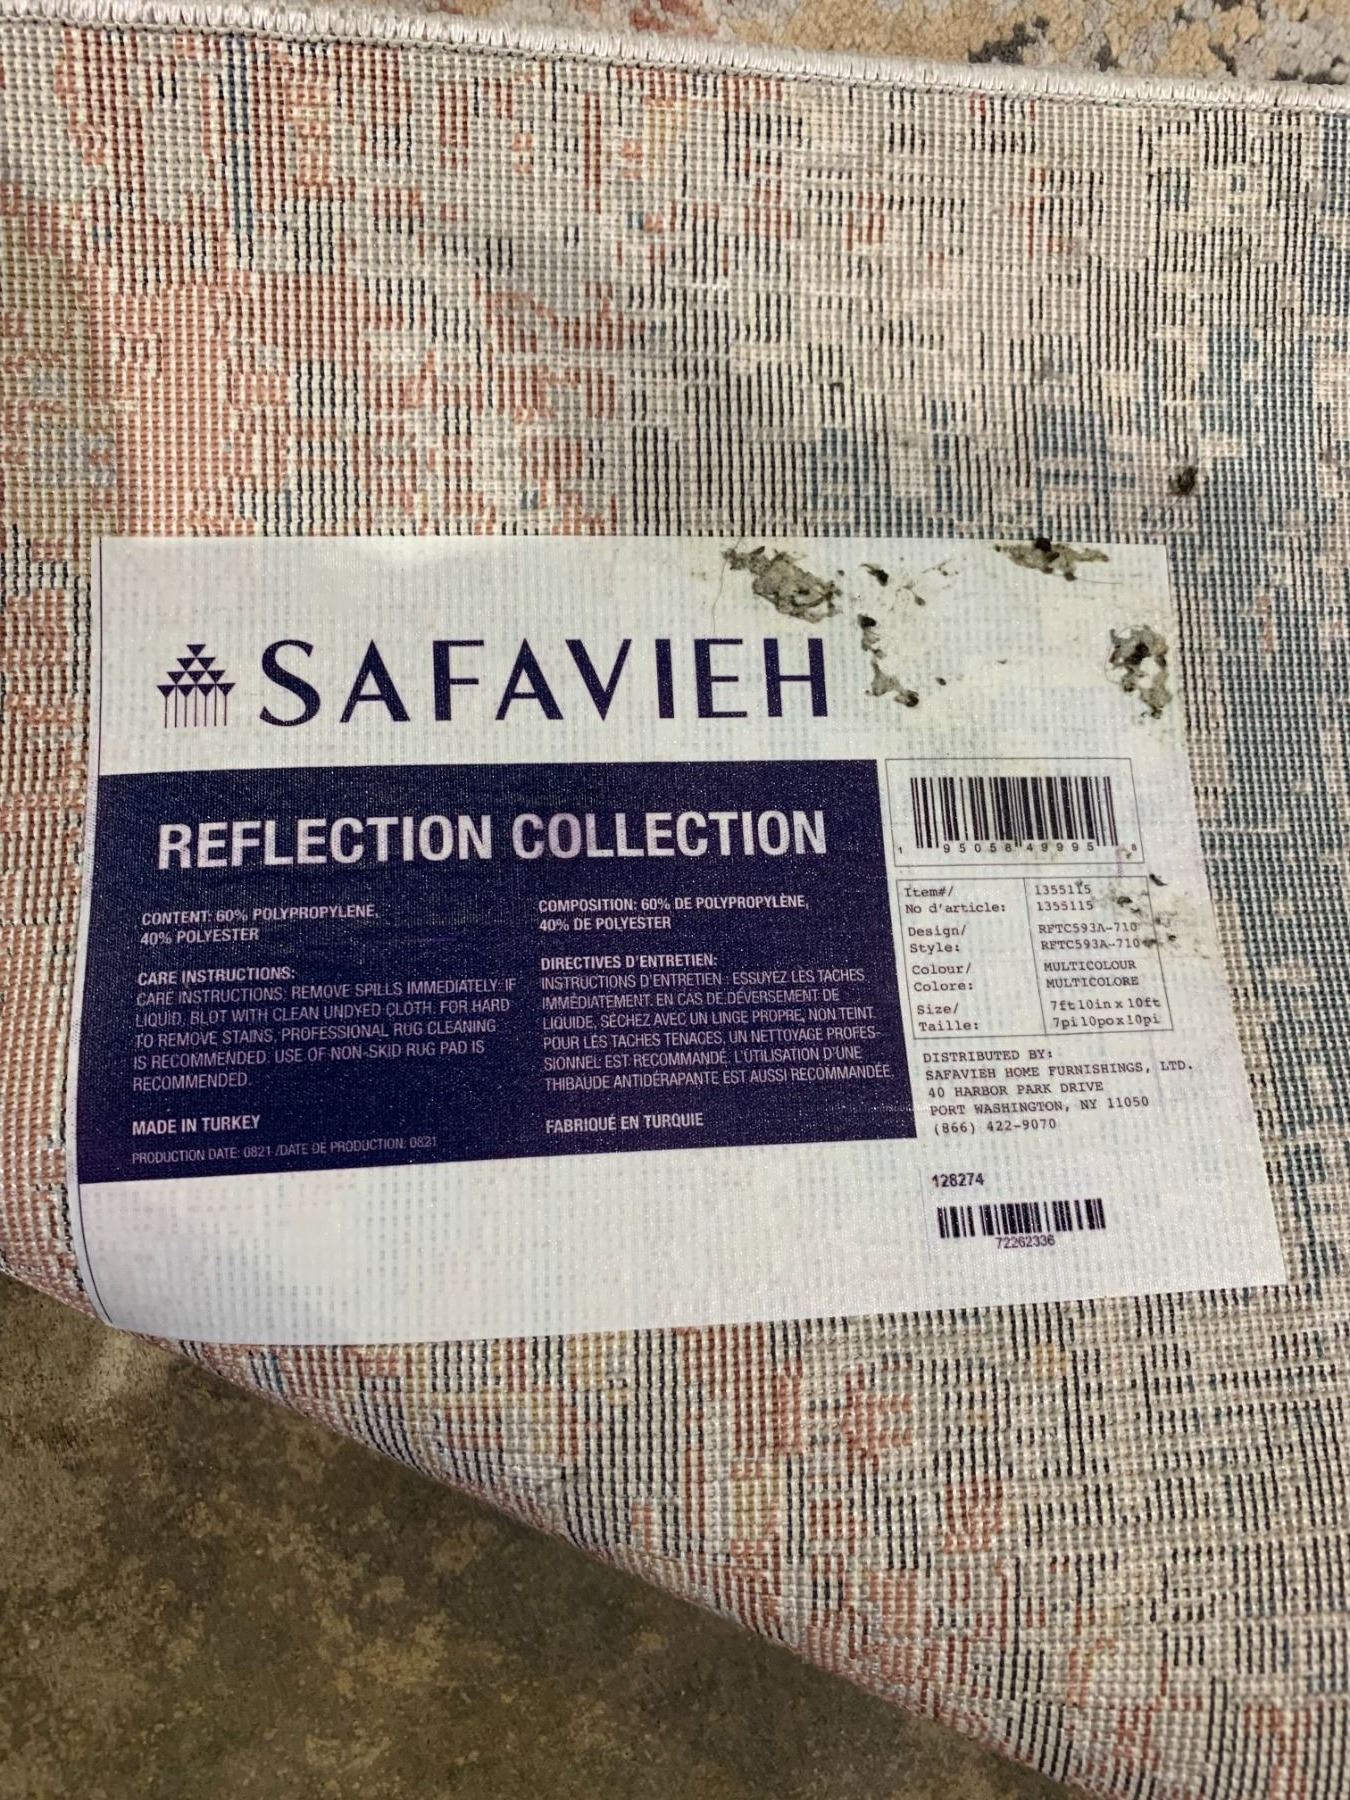 SAFAVIEH
REFLECTION COLLECTION
CONTENT: 60% POLYPROPYLENE,
40% POLYESTER
CARE INSTRUCTIONS:
CARE INSTRUCTIONS: REMOVE SPILLS IMMEDIATELY. IF
LIQUID, BLOT WITH CLEAN UNDYED CLOTH. FOR HARD
TO REMOVE STAINS, PROFESSIONAL RUG CLEANING
IS RECOMMENDED. USE OF NON-SKID RUG PAD IS
RECOMMENDED.
MADE IN TURKEY
PRODUCTION DATE: 0821 /DATE DE PRODUCTION: 0821
COMPOSITION: 60% DE POLYPROPYLÈNE,
40% DE POLYESTER
DIRECTIVES D'ENTRETIEN:
INSTRUCTIONS D'ENTRETIEN : ESSUYEZ LES TACHES
IMMÉDIATEMENT. EN CAS DE DÉVERSEMENT DE
LIQUIDE, SÉCHEZ AVEC UN LINGE PROPRE, NON TEINT.
POUR LES TÂCHES TENACES, UN NETTOYAGE PROFES-
SIONNEL EST RECOMMANDÉ. L'UTILISATION D'UNE
THIBAUDE ANTIDÉRAPANTE EST AUSSI RECOMMANDÉE.
FABRIQUÉ EN TURQUIE
1 95058 49995 8
Item#/ 1355115
No d'article: 1355115
Design/ RFTC593A-710
Style: RFTC593A-710
Colour/ MULTICOLOUR
Colore: MULTICOLORE
Size/ 7ft10in x 10ft
Taille: 7pi10pox10pi
DISTRIBUTED BY:
SAFAVIEH HOME FURNISHINGS, LTD.
40 HARBOR PARK DRIVE
PORT WASHINGTON, NY 11050
(866) 422-9070
128274
72262336